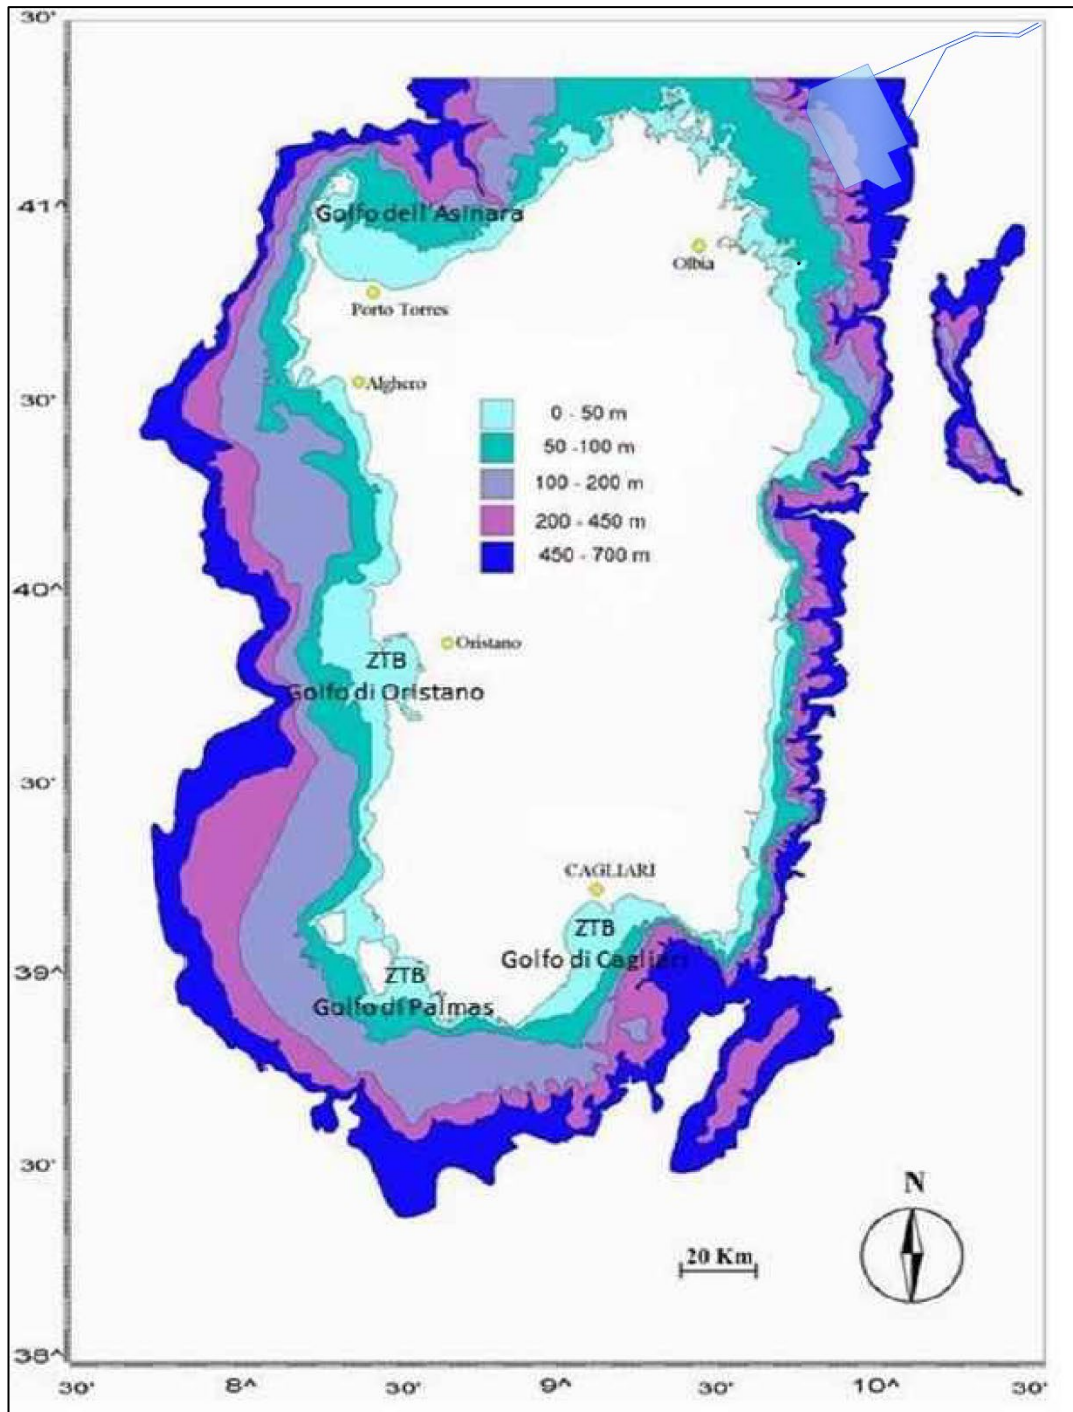 30'
41^
Golfo dell'Asinara
Olbia
Porto Torres
Alghero
30'
0 - 50 m
50 -100 m
100 - 200 m
200 - 450 m
450 - 700 m
40^
Oristano
ZTB
Golfo di Oristano
30'
CAGLIARI
ZTB
Golfo di Cagliari
39^
ZTB
Golfo di Palmas
30'
N
20 Km
38^
30'
8^
30'
9^
30'
10^
30'